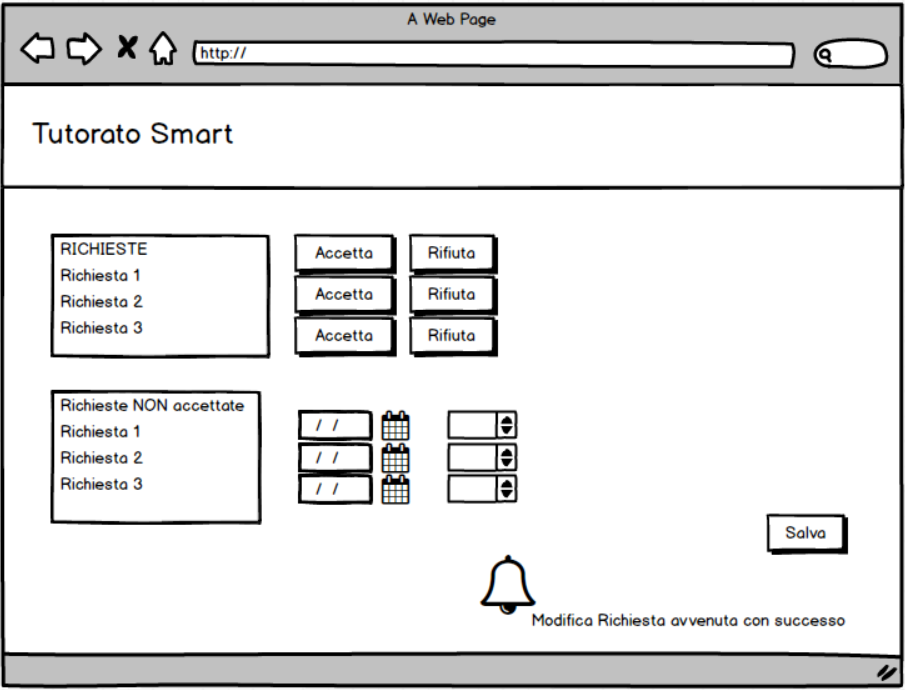 A Web Page
http://
Tutorato Smart
RICHIESTE
Richiesta 1
Richiesta 2
Richiesta 3
Accetta Rifiuta
Accetta Rifiuta
Accetta Rifiuta
Richieste NON accettate
Richiesta 1
Richiesta 2
Richiesta 3
/ /
/ /
/ /
Salva
Modifica Richiesta avvenuta con successo